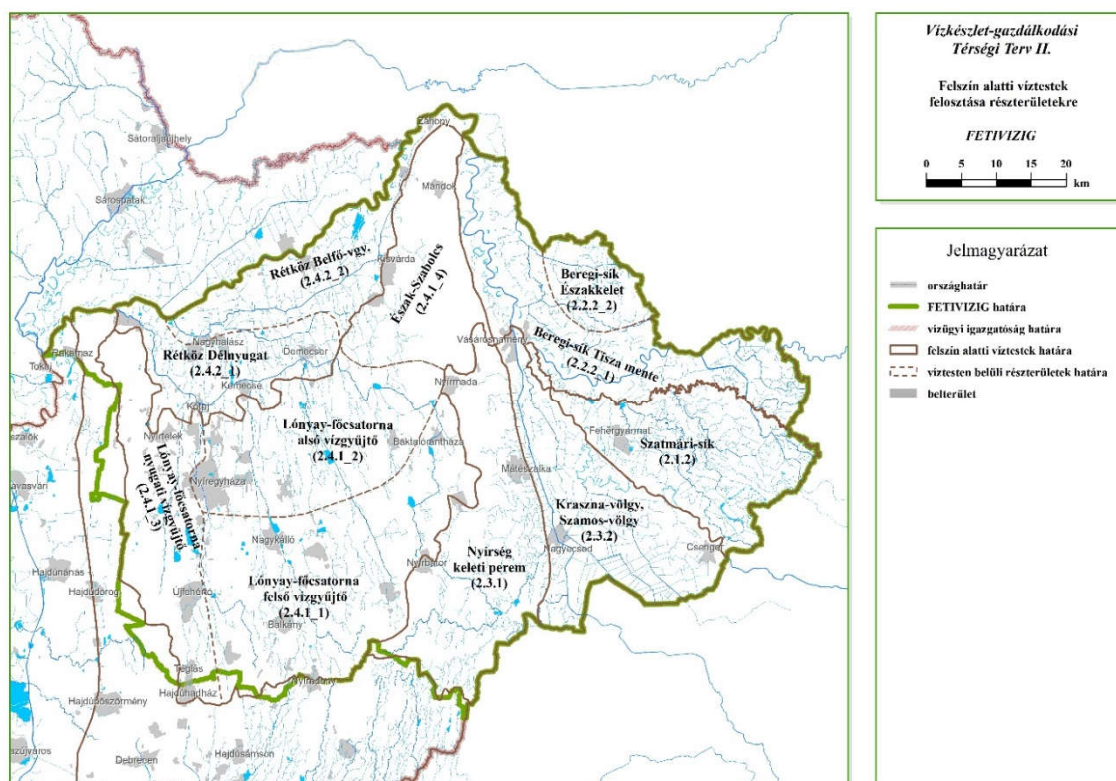 Vízkészlet-gazdálkodási
Térségi Terv II.
Felszín alatti víztestek
felosztása részterületekre
FETIVIZIG
0 5 10 15 20
km
Jelmagyarázat
országhatár
FETIVIZIG határa
vízügyi igazgatóság határa
felszín alatti víztestek határa
víztesten belüli részterületek határa
belterület
Záhony
Sátoraljaújhely
Mándok
Sárospatak
Rétköz Belfő-vgy.
(2.4.2_2)
Kisvárda
Észak-Szabolcs
(2.4.1_4)
Beregi-sík
Északkelet
(2.2.2_2)
Vásárosnamény
Beregi-sík Tisza mente
(2.2.2_1)
Nagyhalász
Rétköz Délnyugat
(2.4.2_1)
Demecser
Rakamaz
Tokaj
Kemecse
Kótaj
Nyírmada
Nyírtelek
Lónyay-főcsatorna
alsó vízgyűjtő
(2.4.1_2)
Baktalórántháza
Fehérgyarmat
Szatmári-sík
(2.1.2)
Lónyay-főcsatorna
nyugati vízgyűjtő
(2.4.1_3)
Nyíregyháza
Mátészalka
Kraszna-völgy,
Szamos-völgy
(2.3.2)
Nagykálló
Nyírség
keleti perem
(2.3.1)
Nagyecsed
Csenger
Nyírbátor
Hajdúnánás
Hajdúdorog
Lónyay-főcsatorna
felső vízgyűjtő
(2.4.1_1)
Újfehértó
Balkány
Téglás
Hajdúhadház
Hajdúböszörmény
Debrecen
Hajdúsámson